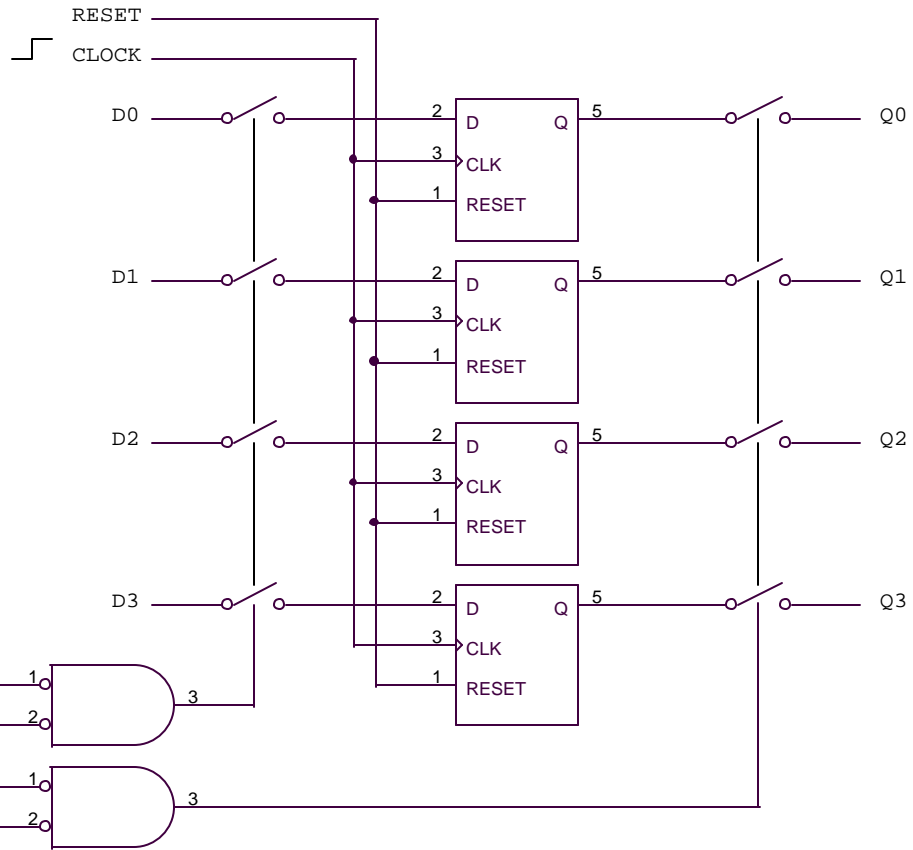 RESET
CLOCK
D0 2 D Q 5 Q0
3 CLK
1 RESET
D1 2 D Q 5 Q1
3 CLK
1 RESET
D2 2 D Q 5 Q2
3 CLK
1 RESET
D3 2 D Q 5 Q3
3 CLK
1 RESET
1
2 3
1
2 3